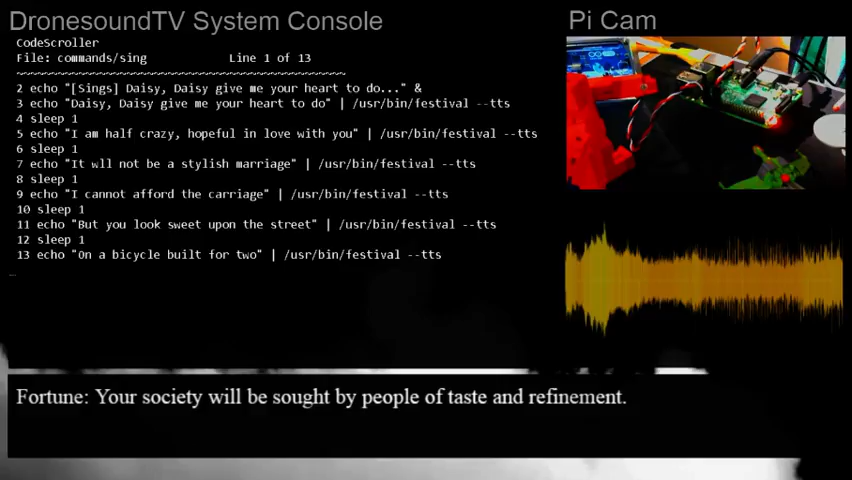 DronesoundTV System Console
Pi Cam
CodeScroller
File: commands/sing Line 1 of 13
~~~~~~~~~~~~~~~~~~~~~~~~~~~~~~~~~~~~~~~~~~~~~~~~
2 echo "[Sings] Daisy, Daisy give me your heart to do..." &
3 echo "Daisy, Daisy give me your heart to do" | /usr/bin/festival --tts
4 sleep 1
5 echo "I am half crazy, hopeful in love with you" | /usr/bin/festival --tts
6 sleep 1
7 echo "It wll not be a stylish marriage" | /usr/bin/festival --tts
8 sleep 1
9 echo "I cannot afford the carriage" | /usr/bin/festival --tts
10 sleep 1
11 echo "But you look sweet upon the street" | /usr/bin/festival --tts
12 sleep 1
13 echo "On a bicycle built for two" | /usr/bin/festival --tts
Fortune: Your society will be sought by people of taste and refinement.